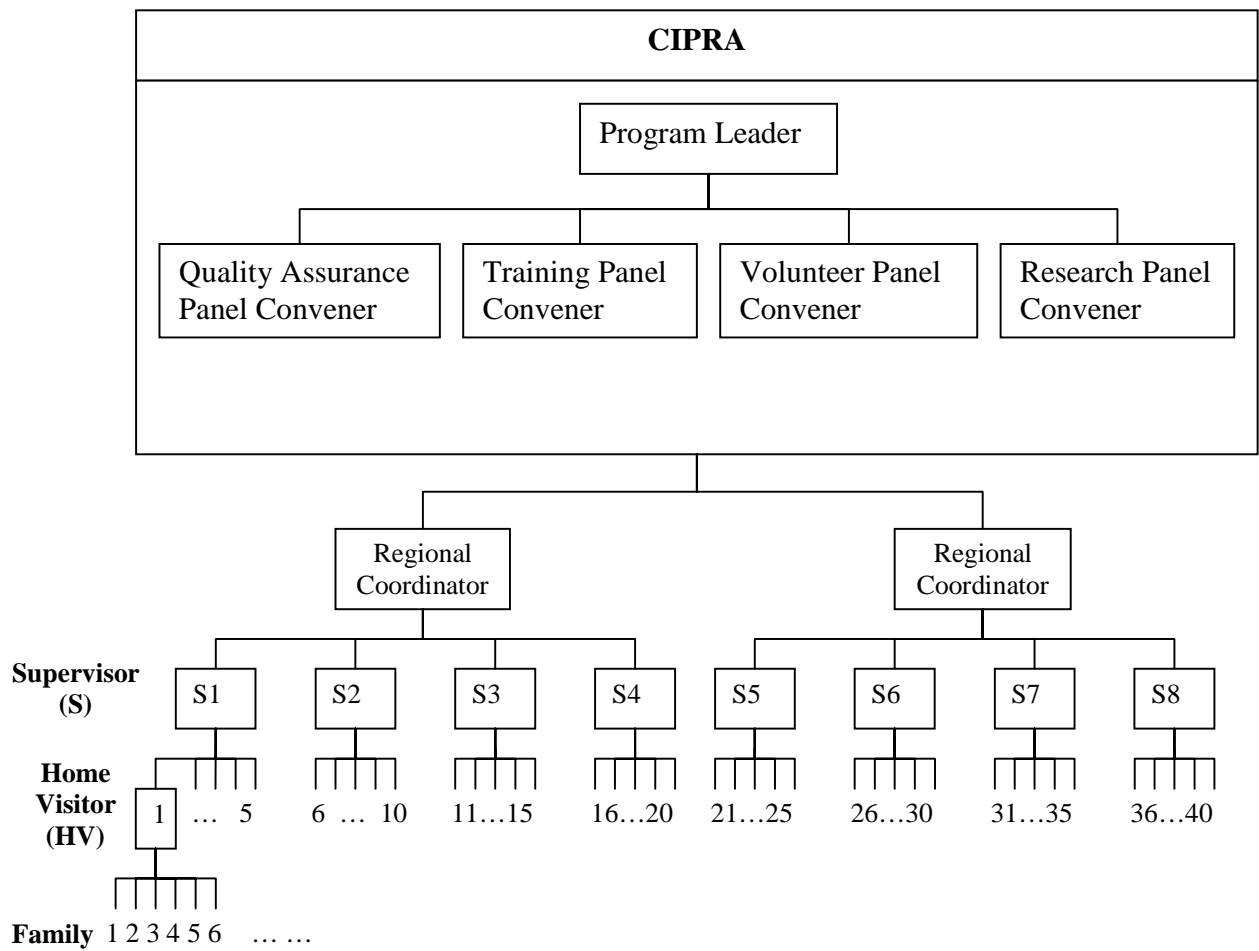 CIPRA
Program Leader
Quality Assurance
Panel Convener
Training Panel
Convener
Volunteer Panel
Convener
Research Panel
Convener
Regional
Coordinator
Regional
Coordinator
Supervisor
(S)
S1
S2
S3
S4
S5
S6
S7
S8
Home
Visitor
(HV)
1 … 5
6 … 10
11…15
16…20
21…25
26…30
31…35
36…40
Family 1 2 3 4 5 6 … …